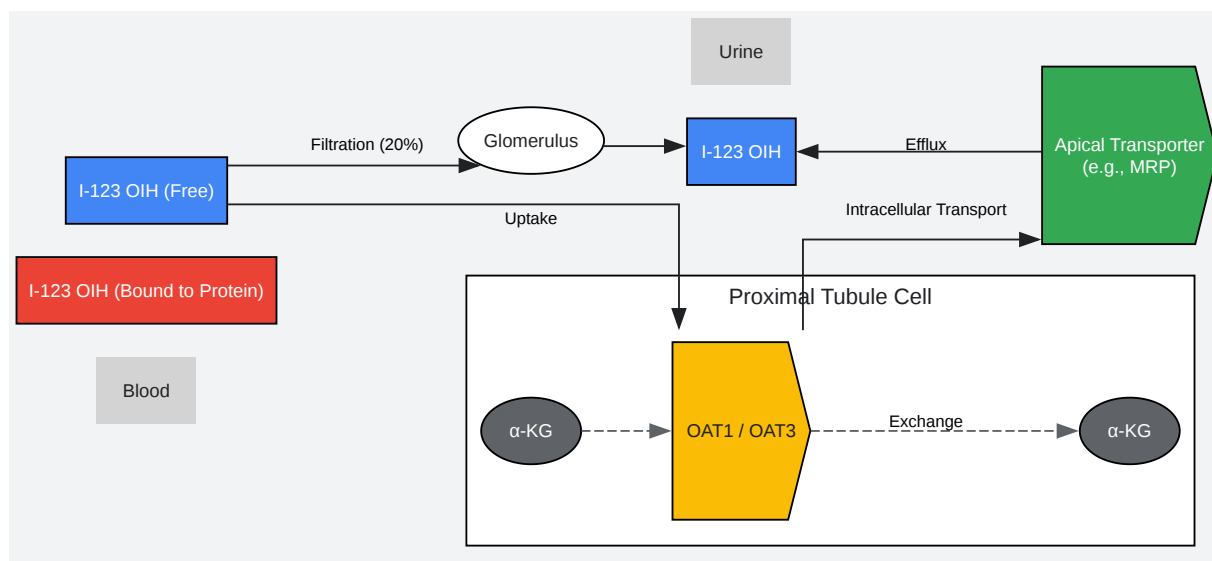 Urine
Filtration (20%)
Glomerulus
I-123 OIH
Efflux
Apical Transporter
(e.g., MRP)
I-123 OIH (Free)
Uptake
Intracellular Transport
I-123 OIH (Bound to Protein)
Proximal Tubule Cell
Blood
α-KG
OAT1 / OAT3
Exchange
α-KG